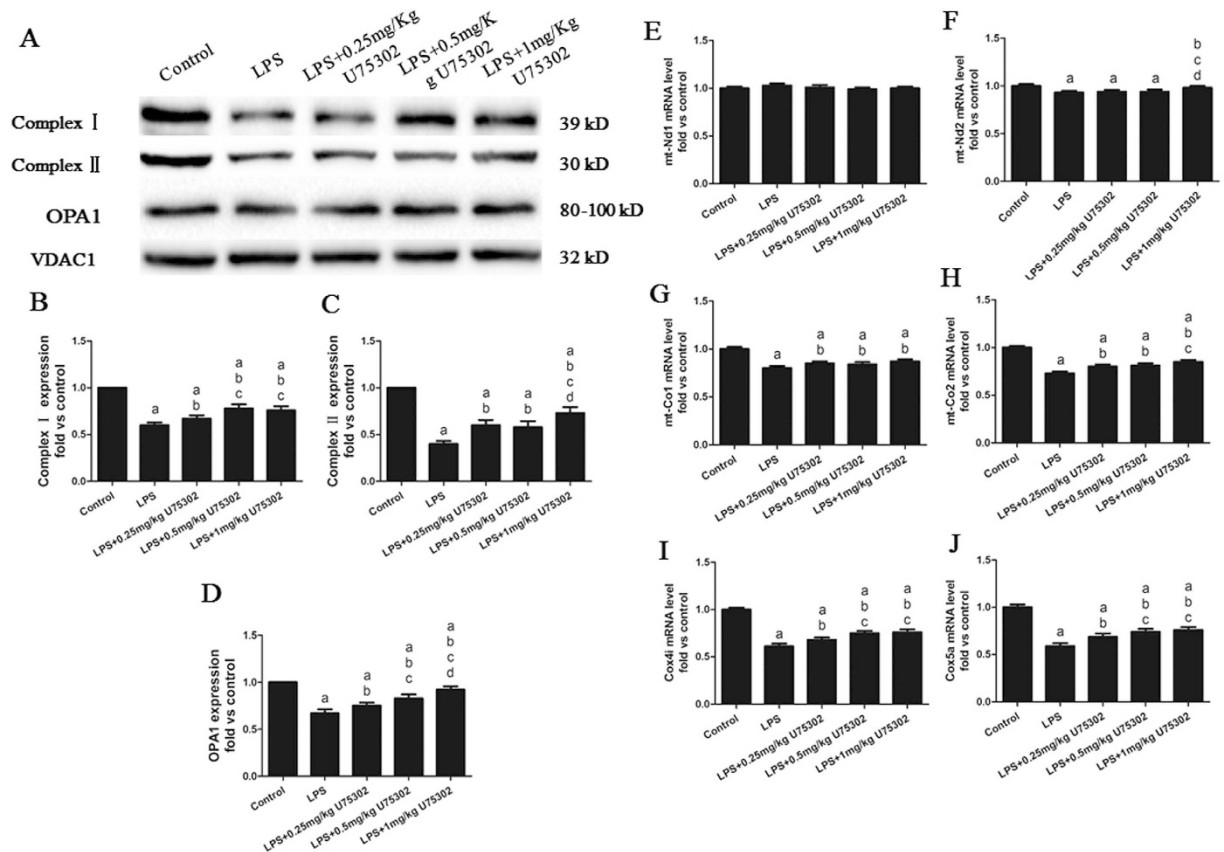 A
Control
LPS
LPS+0.25mg/Kg
U75302
LPS+0.5mg/K
g U75302
LPS+1mg/Kg
U75302
Complex Ⅰ
39 kD
Complex Ⅱ
30 kD
OPA1
80-100 kD
VDAC1
32 kD
B
Complex Ⅰ expression
fold vs control
1.5
1.0
0.5
0.0
a
a
b
a
b
c
a
b
c
Control
LPS
LPS+0.25mg/kg U75302
LPS+0.5mg/kg U75302
LPS+1mg/kg U75302
C
Complex Ⅱ expression
fold vs control
1.5
1.0
0.5
0.0
a
a
b
a
b
a
b
c
d
Control
LPS
LPS+0.25mg/kg U75302
LPS+0.5mg/kg U75302
LPS+1mg/kg U75302
D
OPA1 expression
fold vs control
1.5
1.0
0.5
0.0
a
a
b
a
b
c
a
b
c
d
Control
LPS
LPS+0.25mg/kg U75302
LPS+0.5mg/kg U75302
LPS+1mg/kg U75302
E
mt-Nd1 mRNA level
fold vs control
1.5
1.0
0.5
0.0
Control
LPS
LPS+0.25mg/kg U75302
LPS+0.5mg/kg U75302
LPS+1mg/kg U75302
F
mt-Nd2 mRNA level
fold vs control
1.5
1.0
0.5
0.0
a
a
a
b
c
d
Control
LPS
LPS+0.25mg/kg U75302
LPS+0.5mg/kg U75302
LPS+1mg/kg U75302
G
mt-Co1 mRNA level
fold vs control
1.5
1.0
0.5
0.0
a
a
b
a
b
a
b
Control
LPS
LPS+0.25mg/kg U75302
LPS+0.5mg/kg U75302
LPS+1mg/kg U75302
H
mt-Co2 mRNA level
fold vs control
1.5
1.0
0.5
0.0
a
a
b
a
b
a
b
c
Control
LPS
LPS+0.25mg/kg U75302
LPS+0.5mg/kg U75302
LPS+1mg/kg U75302
I
Cox4i mRNA level
fold vs control
1.5
1.0
0.5
0.0
a
a
b
a
b
c
a
b
c
Control
LPS
LPS+0.25mg/kg U75302
LPS+0.5mg/kg U75302
LPS+1mg/kg U75302
J
Cox5a mRNA level
fold vs control
1.5
1.0
0.5
0.0
a
a
b
a
b
c
a
b
c
Control
LPS
LPS+0.25mg/kg U75302
LPS+0.5mg/kg U75302
LPS+1mg/kg U75302